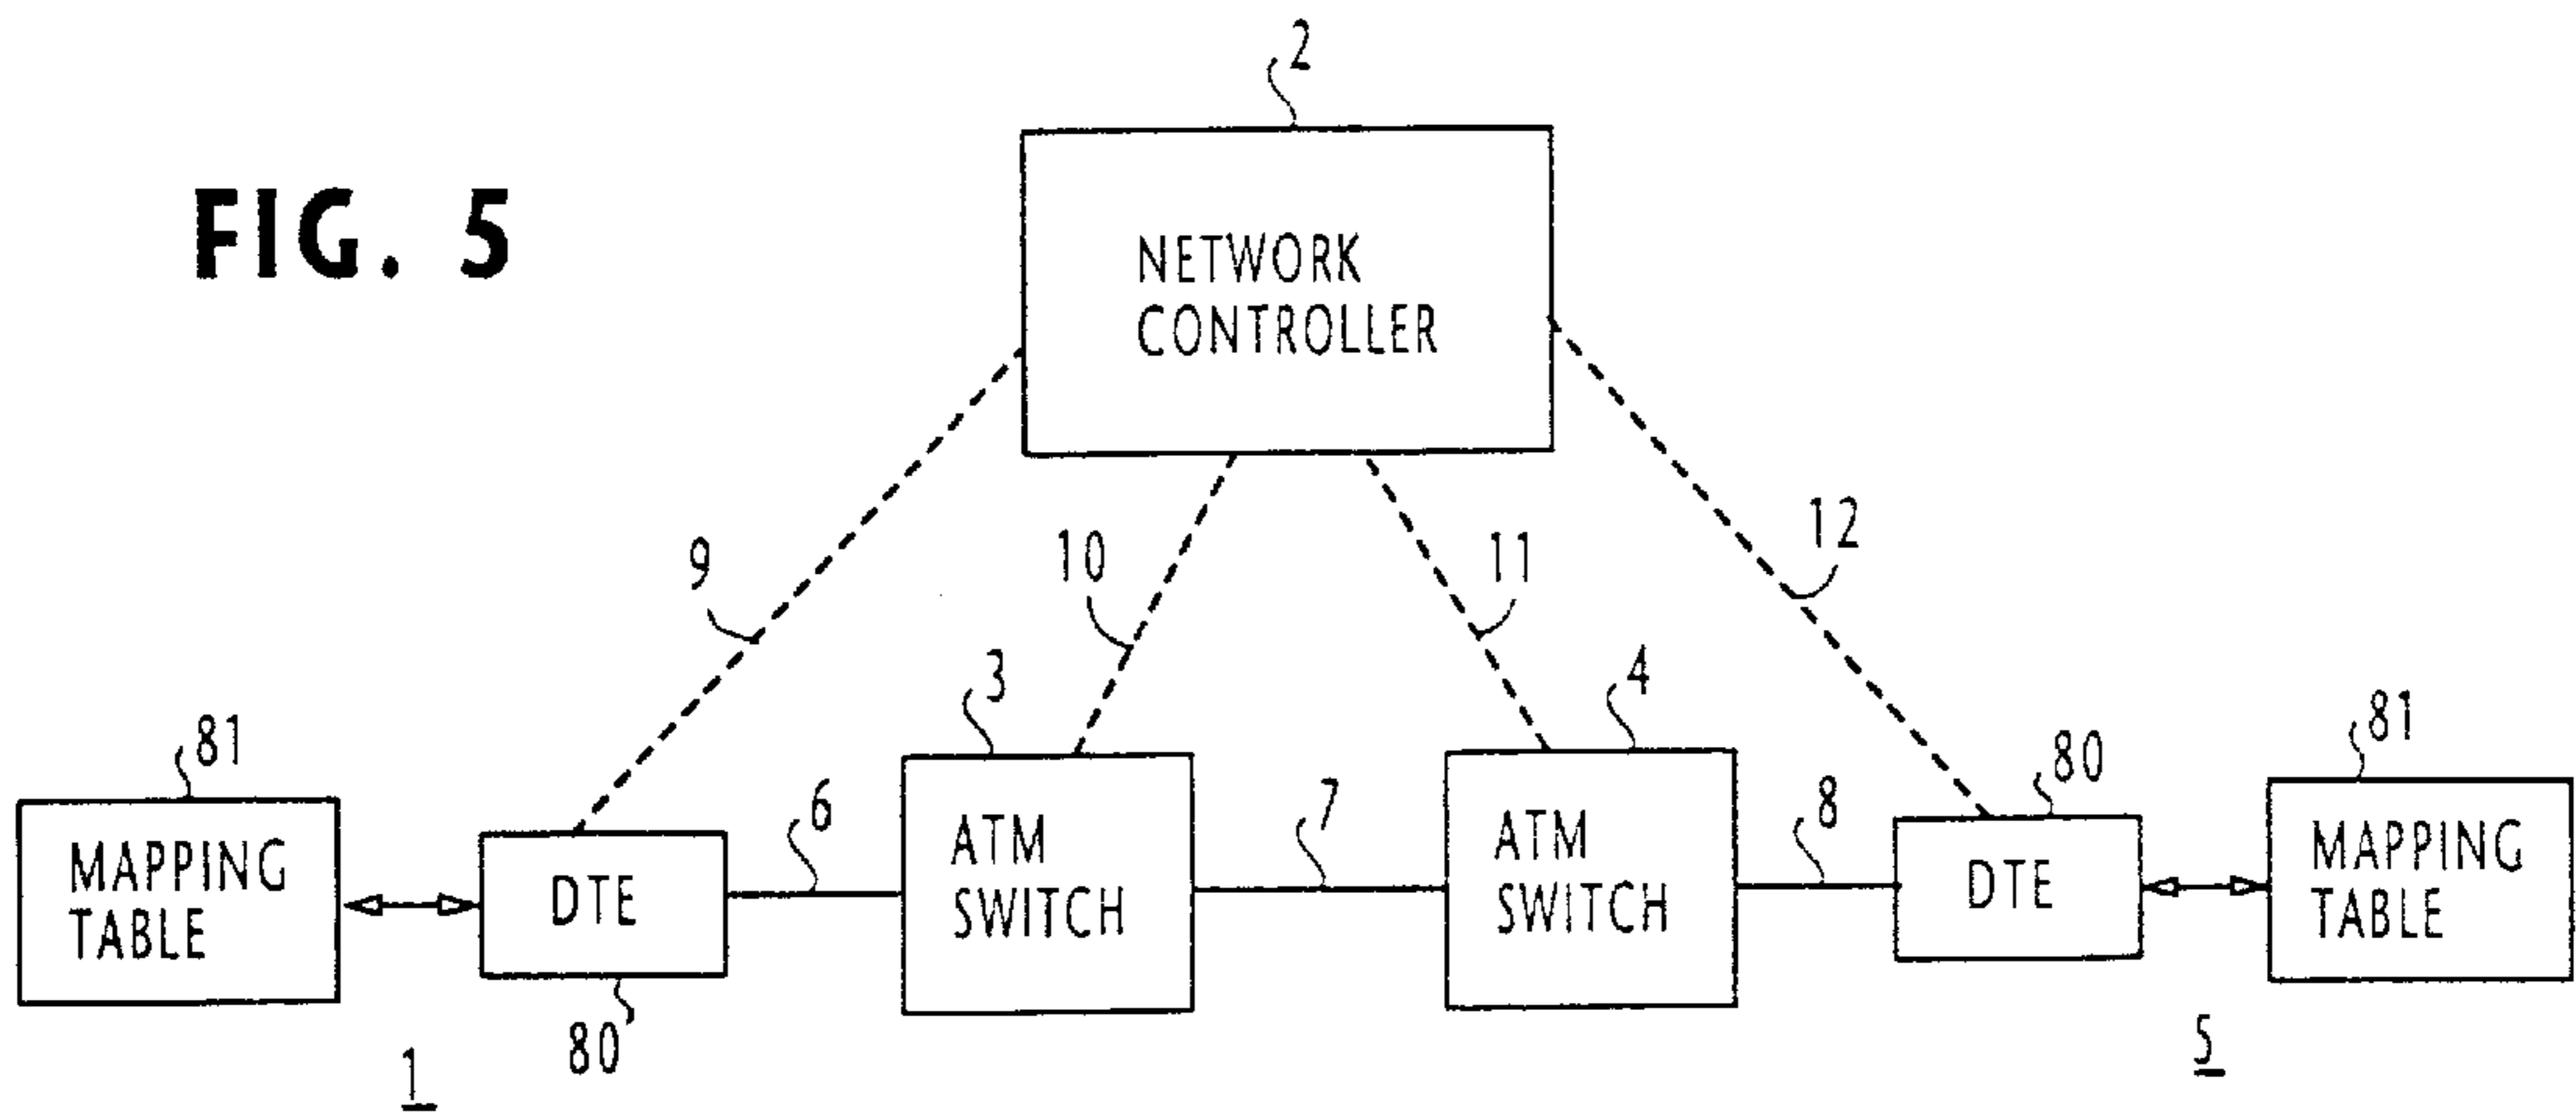 2
FIG. 5
NETWORK
CONTROLLER
9
10
11
12
3
4
81
6
7
8
80
81
MAPPING
TABLE
DTE
ATM
SWITCH
ATM
SWITCH
DTE
MAPPING
TABLE
80
1
5